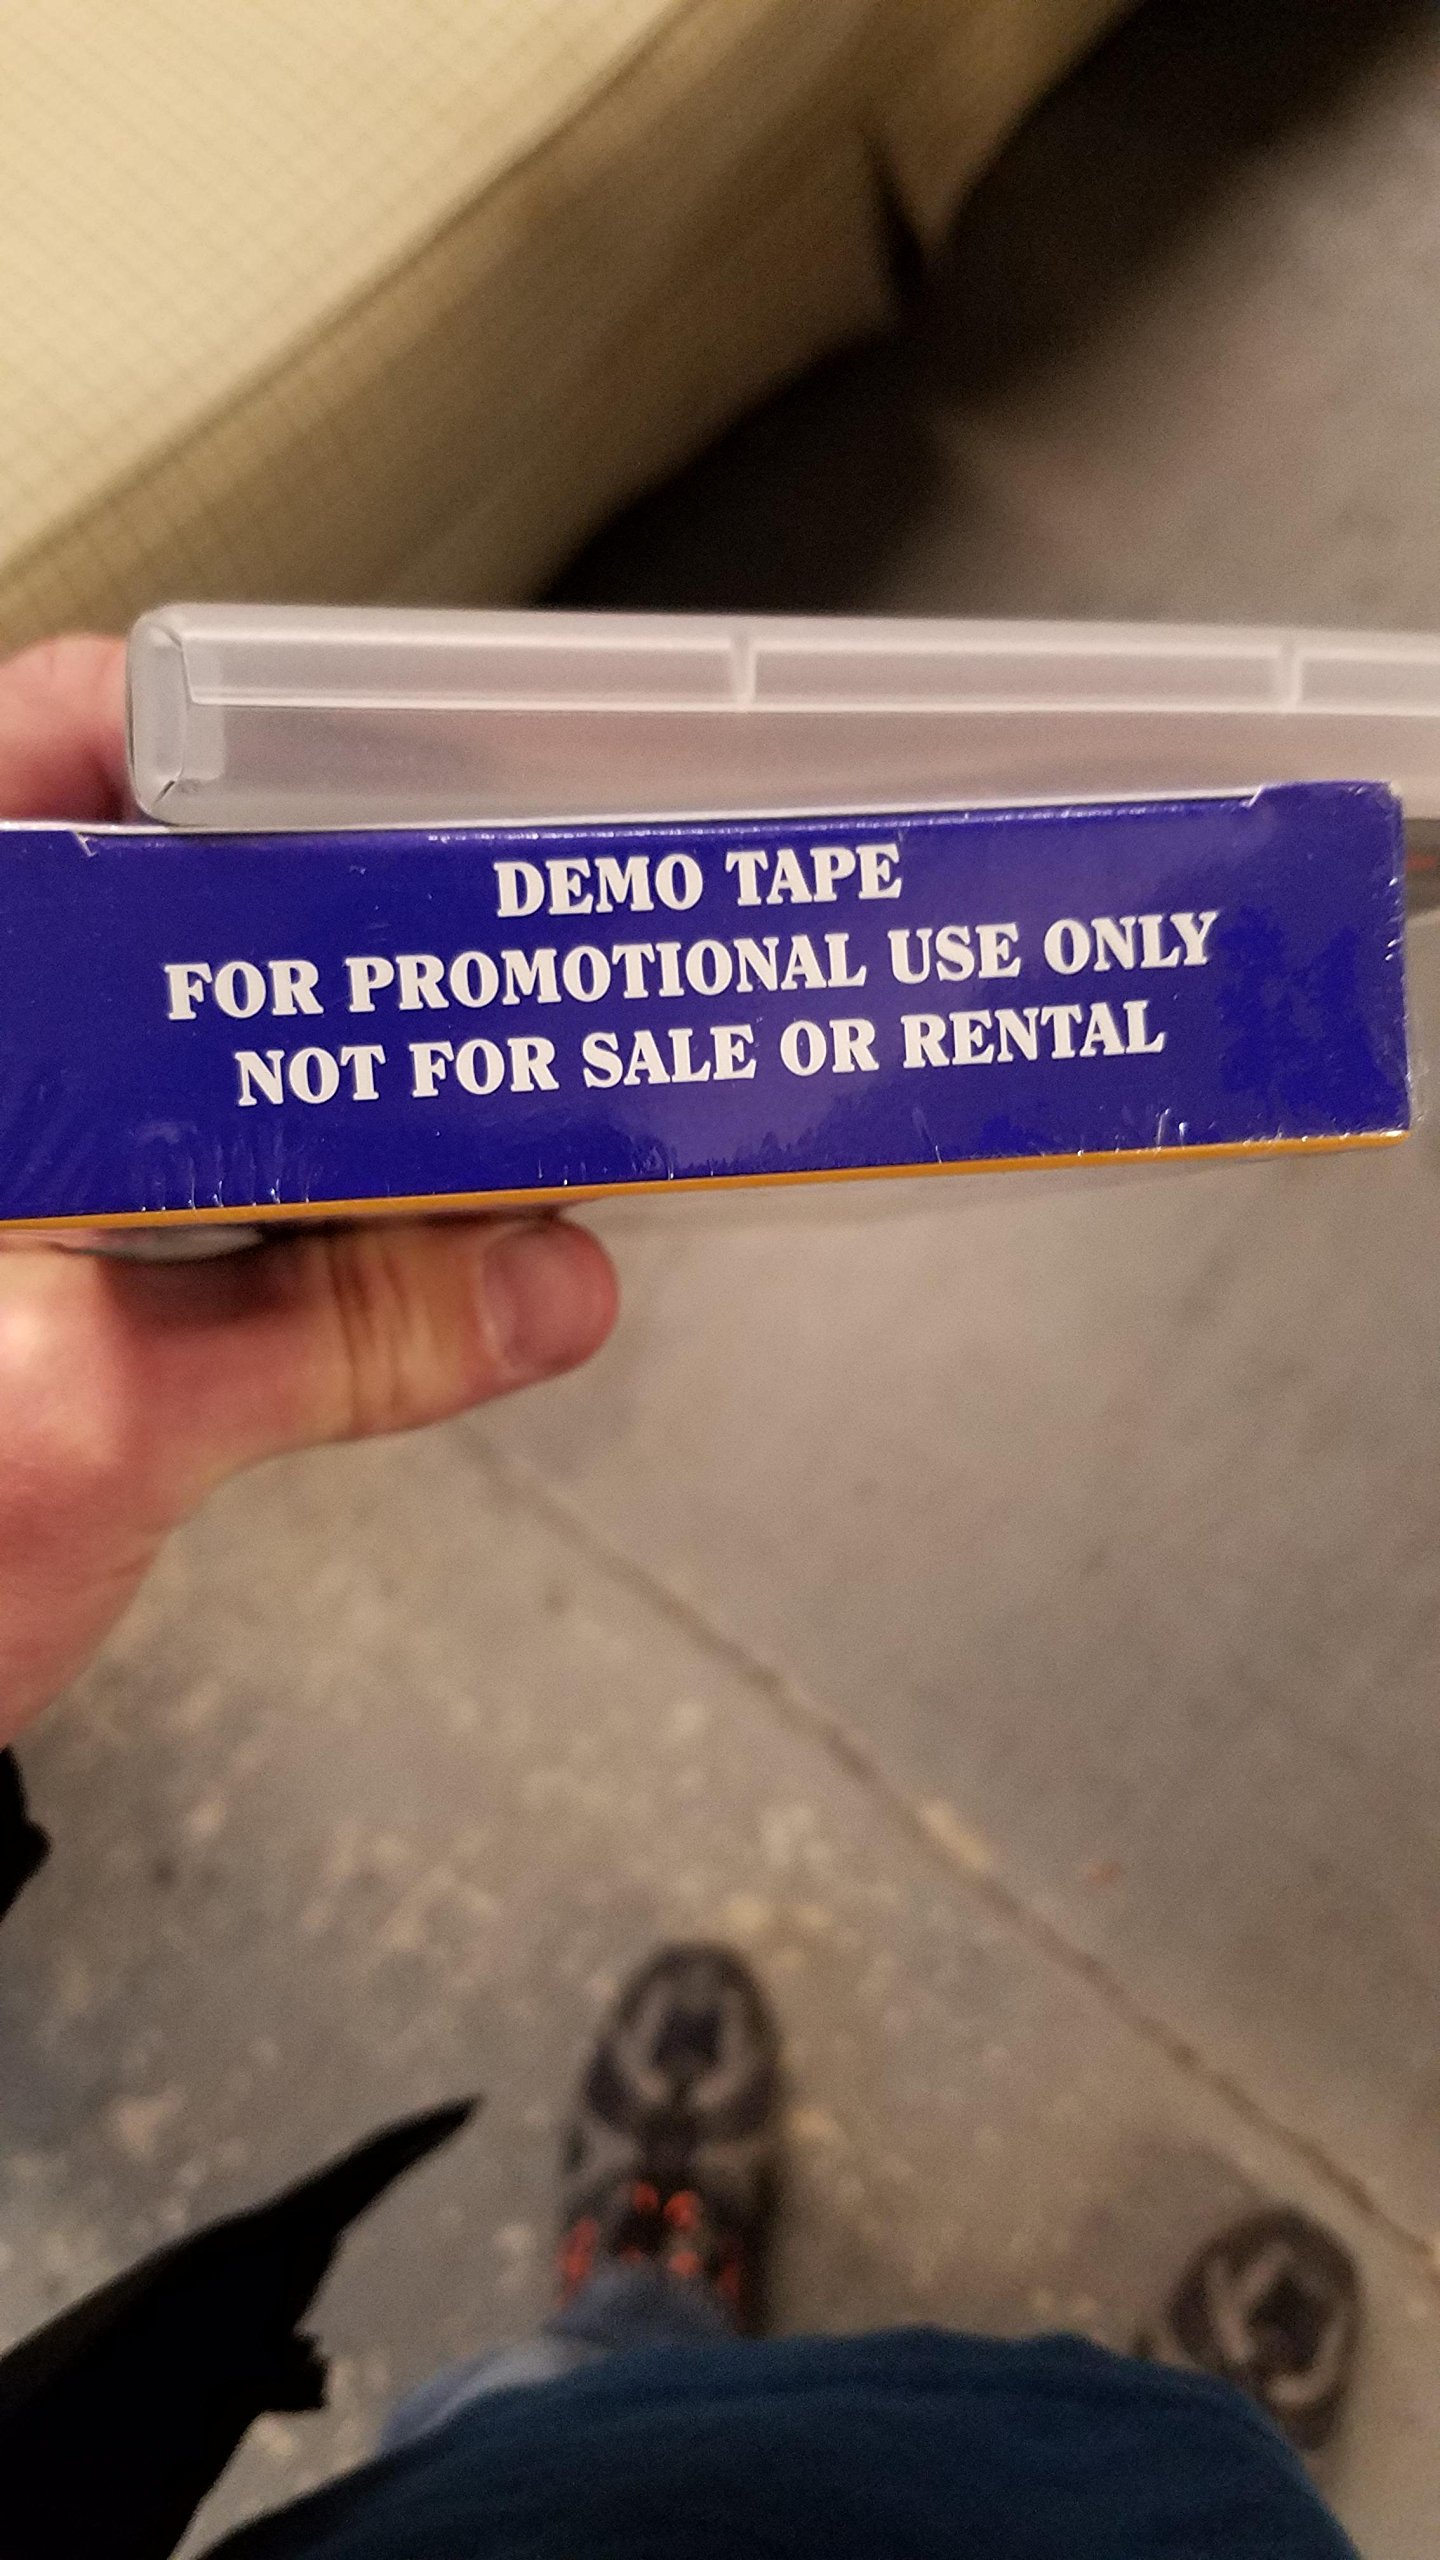 DEMO TAPE
FOR PROMOTIONAL USE ONLY
NOT FOR SALE OR RENTAL